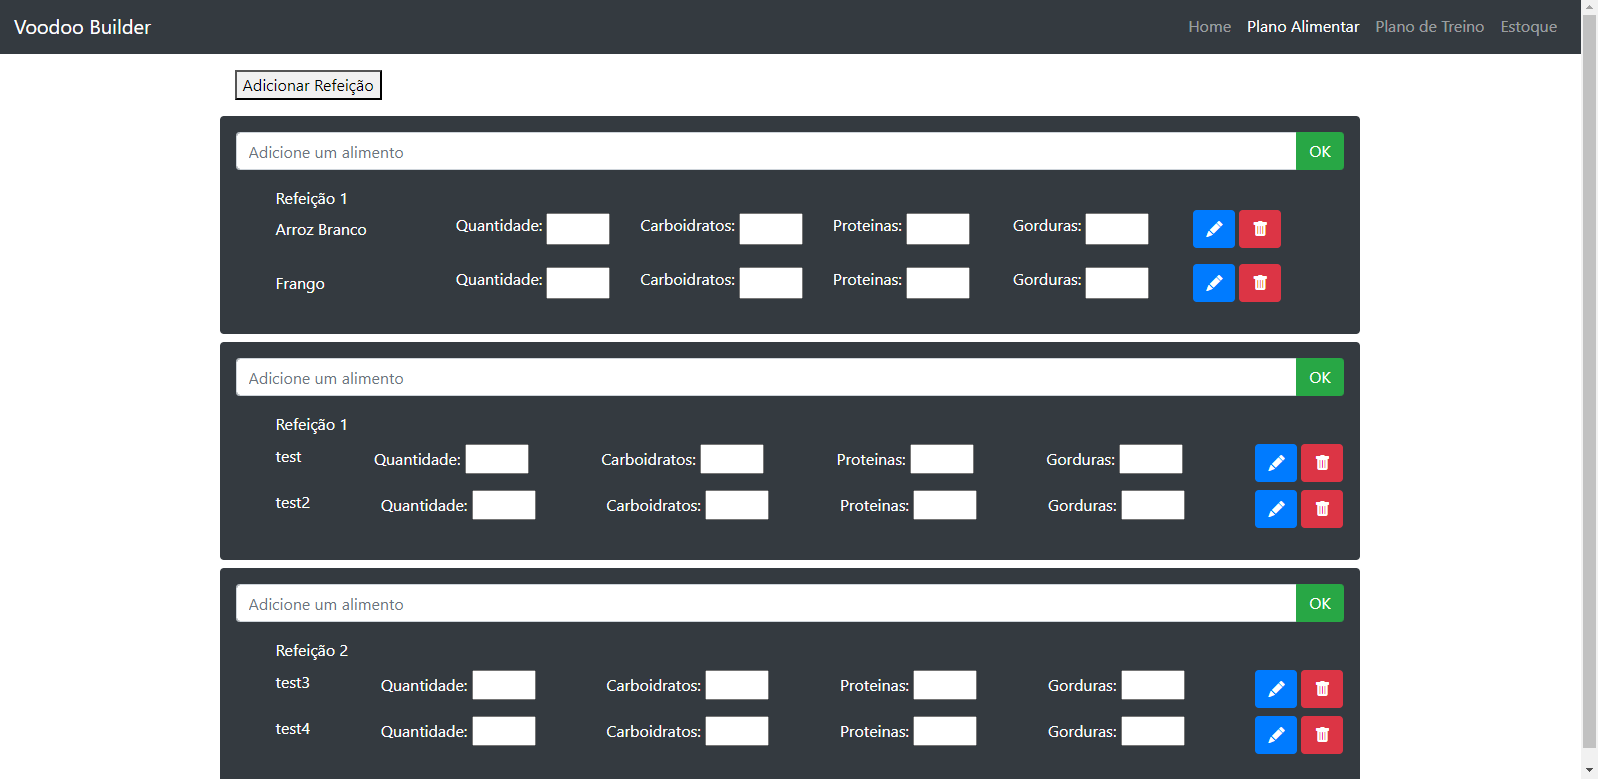 Voodoo Builder Home Plano Alimentar Plano de Treino Estoque
Adicionar Refeição
Adicione um alimento OK
Refeição 1
Arroz Branco Quantidade: Carboidratos: Proteinas: Gorduras:
Frango Quantidade: Carboidratos: Proteinas: Gorduras:
Adicione um alimento OK
Refeição 1
test Quantidade: Carboidratos: Proteinas: Gorduras:
test2 Quantidade: Carboidratos: Proteinas: Gorduras:
Adicione um alimento OK
Refeição 2
test3 Quantidade: Carboidratos: Proteinas: Gorduras:
test4 Quantidade: Carboidratos: Proteinas: Gorduras: